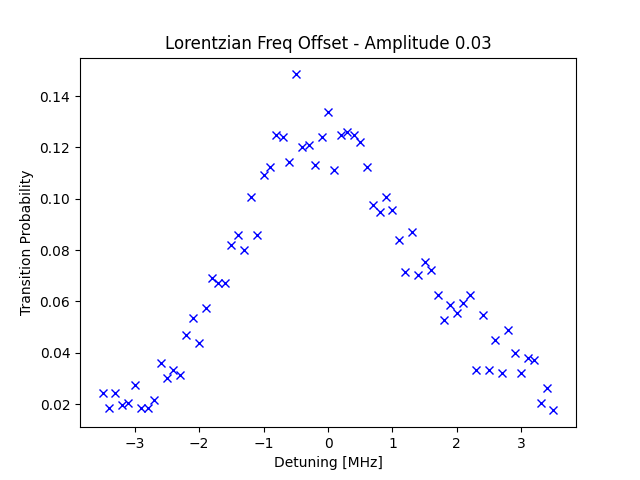 Lorentzian Freq Offset - Amplitude 0.03
Transition Probability
0.14
0.12
0.10
0.08
0.06
0.04
0.02
−3 −2 −1 0 1 2 3
Detuning [MHz]